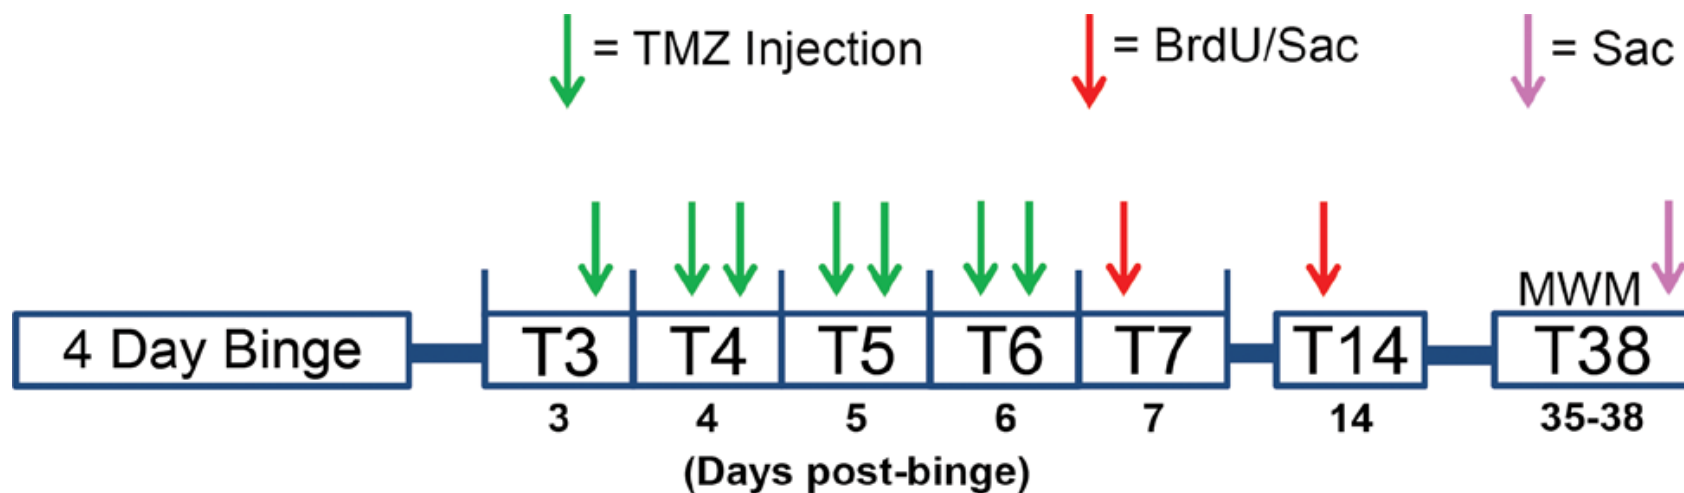 = TMZ Injection = BrdU/Sac = Sac
MWM
4 Day Binge T3 T4 T5 T6 T7 T14 T38
3 4 5 6 7 14 35-38
(Days post-binge)